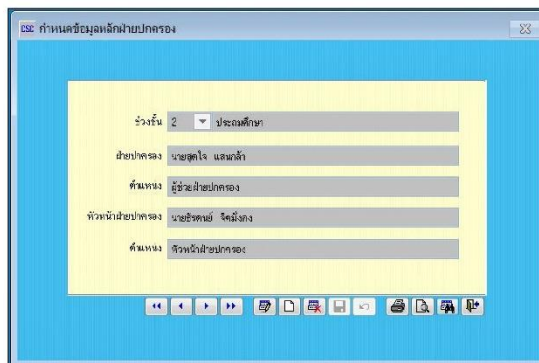 CSC กำหนดข้อมูลหลักฝ่ายปกครอง
ช่วงชั้น 2 ประถมศึกษา
ฝ่ายปกครอง นายสุดใจ แสนกล้า
ตำแหน่ง ผู้ช่วยฝ่ายปกครอง
หัวหน้าฝ่ายปกครอง นายธิรดนย์ จิตมั่งคง
ตำแหน่ง หัวหน้าฝ่ายปกครอง